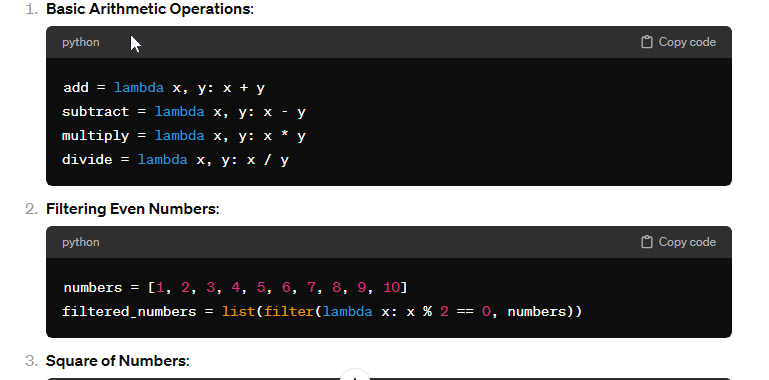 1. Basic Arithmetic Operations:
python Copy code
add = lambda x, y: x + y
subtract = lambda x, y: x - y
multiply = lambda x, y: x * y
divide = lambda x, y: x / y
2. Filtering Even Numbers:
python Copy code
numbers = [1, 2, 3, 4, 5, 6, 7, 8, 9, 10]
filtered_numbers = list(filter(lambda x: x % 2 == 0, numbers))
3. Square of Numbers: